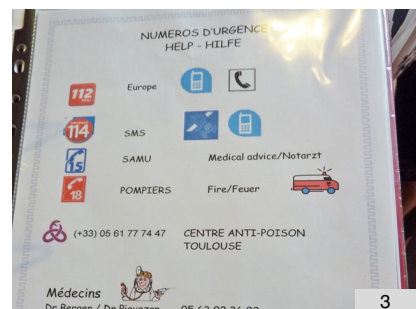 NUMEROS D'URGENCE
HELP - HILFE
112 Europe
114 SMS
15 SAMU Medical advice/Notarzt
18 POMPIERS Fire/Feuer
(+33) 05 61 77 74 47 CENTRE ANTI-POISON
TOULOUSE
Médecins
3